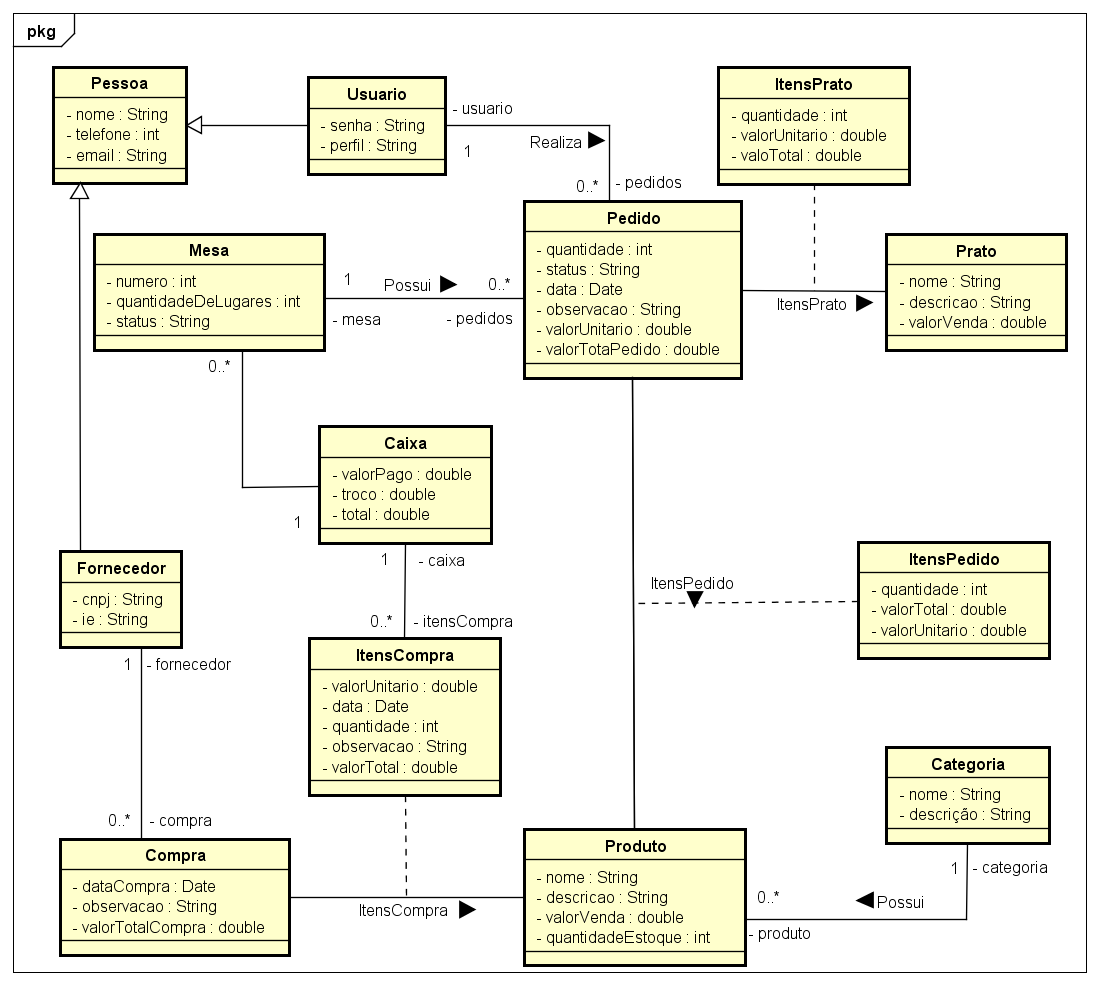 pkg
Pessoa
- nome : String
- telefone : int
- email : String
Usuario
- senha : String
- perfil : String
- usuario
1
Realiza
0..*
- pedidos
ItensPrato
- quantidade : int
- valorUnitario : double
- valoTotal : double
Mesa
- numero : int
- quantidadeDeLugares : int
- status : String
1
Possui
0..*
- mesa
- pedidos
Pedido
- quantidade : int
- status : String
- data : Date
- observacao : String
- valorUnitario : double
- valorTotaPedido : double
ItensPrato
Prato
- nome : String
- descricao : String
- valorVenda : double
0..*
1
Caixa
- valorPago : double
- troco : double
- total : double
1
- caixa
0..*
- itensCompra
Fornecedor
- cnpj : String
- ie : String
1
- fornecedor
0..*
- compra
ItensPedido
ItensPedido
- quantidade : int
- valorTotal : double
- valorUnitario : double
ItensCompra
- valorUnitario : double
- data : Date
- quantidade : int
- observacao : String
- valorTotal : double
Categoria
- nome : String
- descrição : String
1
- categoria
Possui
0..*
- produto
Compra
- dataCompra : Date
- observacao : String
- valorTotalCompra : double
ItensCompra
Produto
- nome : String
- descricao : String
- valorVenda : double
- quantidadeEstoque : int